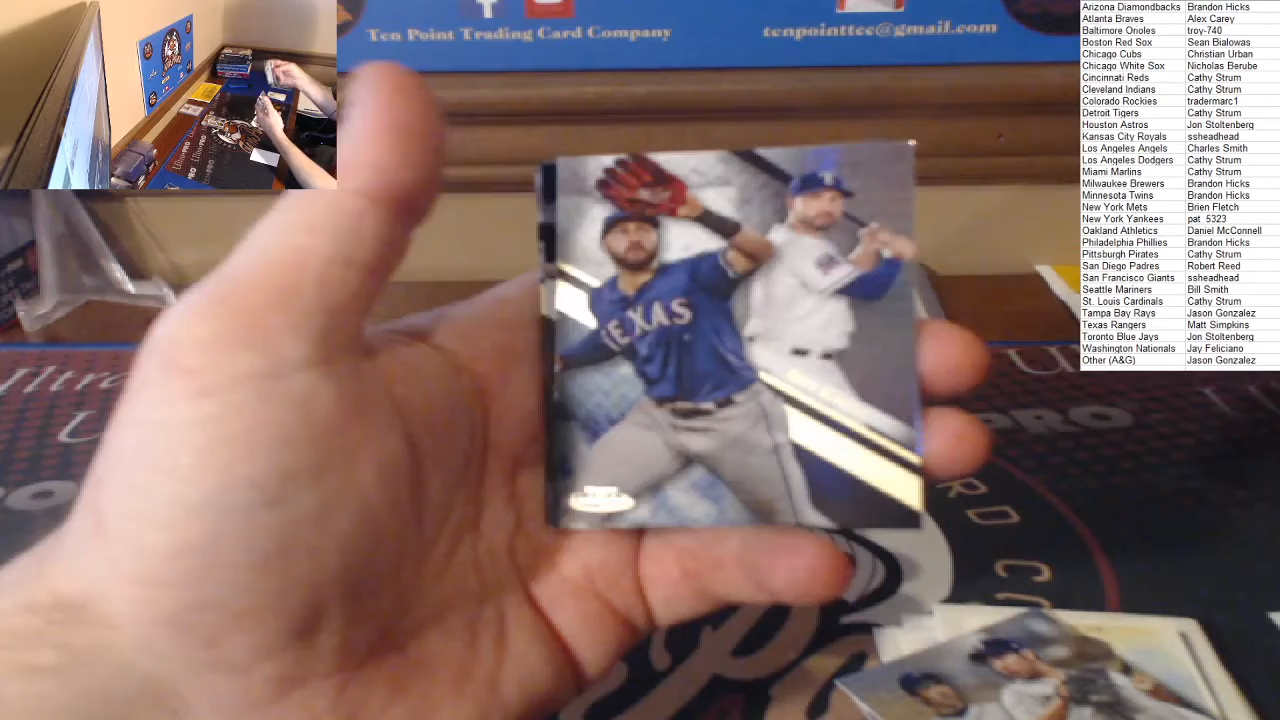 Ten Point Trading Card Company
tenpointtcc@gmail.com
Arizona Diamondbacks Brandon Hicks
Atlanta Braves Alex Carey
Baltimore Orioles troy-740
Boston Red Sox Sean Bialowas
Chicago Cubs Christian Urban
Chicago White Sox Nicholas Berube
Cincinnati Reds Cathy Strum
Cleveland Indians Cathy Strum
Colorado Rockies tradermarc1
Detroit Tigers Cathy Strum
Houston Astros Jon Stoltenberg
Kansas City Royals ssheadhead
Los Angeles Angels Charles Smith
Los Angeles Dodgers Cathy Strum
Miami Marlins Cathy Strum
Milwaukee Brewers Brandon Hicks
Minnesota Twins Brandon Hicks
New York Mets Brien Fletch
New York Yankees pat_5323
Oakland Athletics Daniel McConnell
Philadelphia Phillies Brandon Hicks
Pittsburgh Pirates Cathy Strum
San Diego Padres Robert Reed
San Francisco Giants ssheadhead
Seattle Mariners Bill Smith
St. Louis Cardinals Cathy Strum
Tampa Bay Rays Jason Gonzalez
Texas Rangers Matt Simpkins
Toronto Blue Jays Jon Stoltenberg
Washington Nationals Jay Feliciano
Other (A&G) Jason Gonzalez
TEXAS
Ultra
PRO